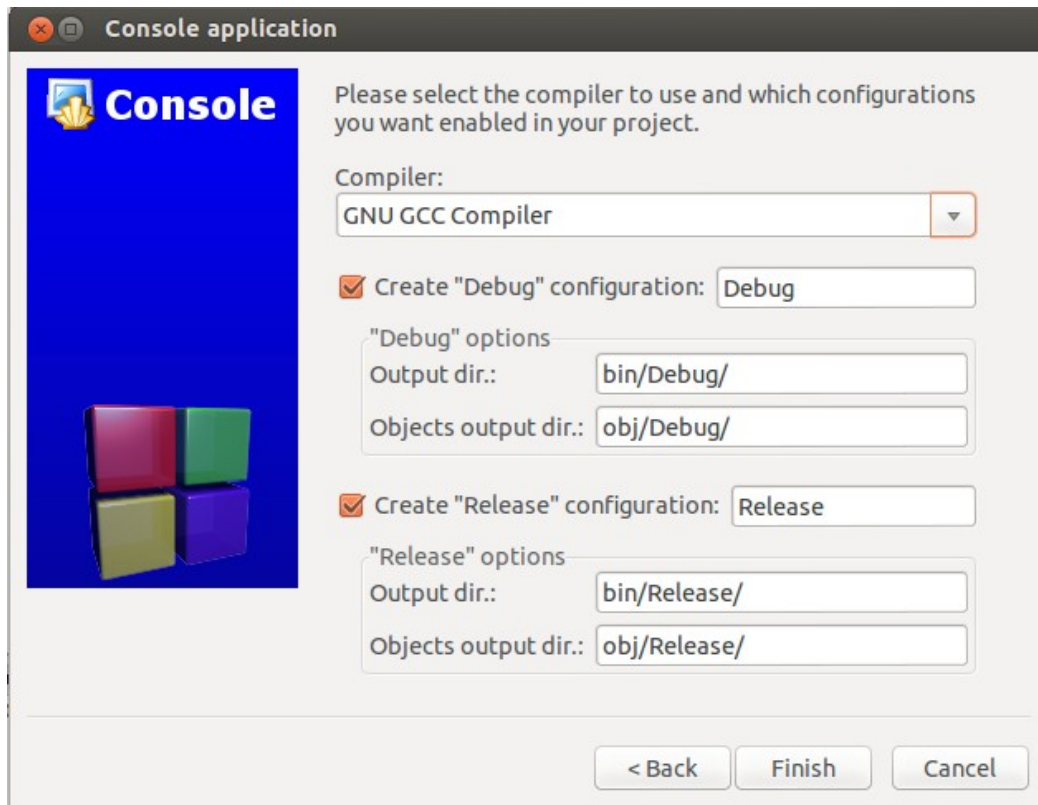 Console application
Console
Please select the compiler to use and which configurations
you want enabled in your project.
Compiler:
GNU GCC Compiler
Create "Debug" configuration: Debug
"Debug" options
Output dir.: bin/Debug/
Objects output dir.: obj/Debug/
Create "Release" configuration: Release
"Release" options
Output dir.: bin/Release/
Objects output dir.: obj/Release/
< Back Finish Cancel